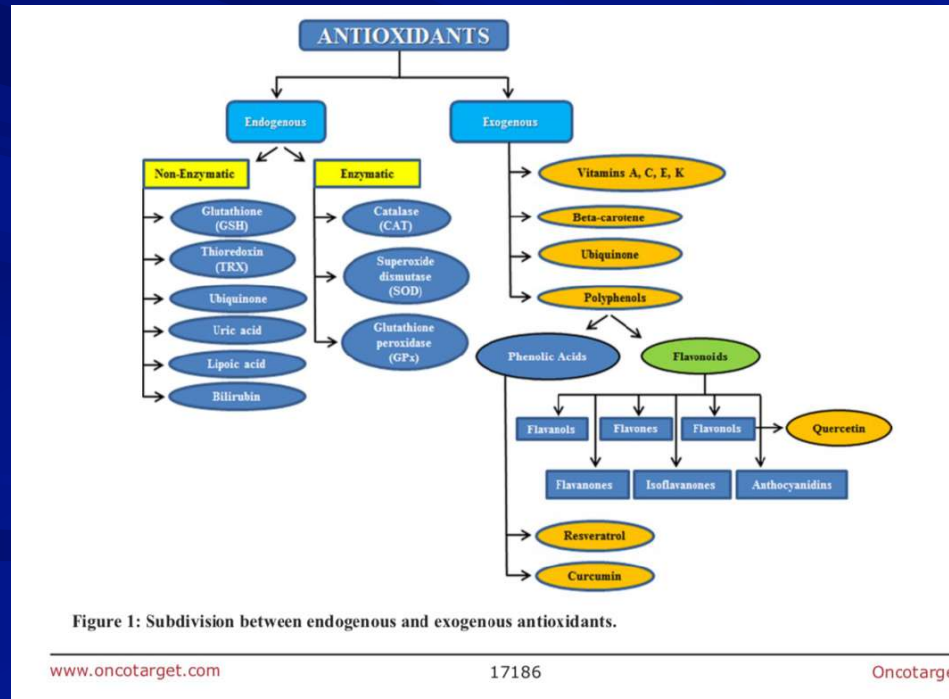 ANTIOXIDANTS
Endogenous
Exogenous
Non-Enzymatic
Enzymatic
Glutathione
(GSH)
Thioredoxin
(TRX)
Ubiquinone
Uric acid
Lipoic acid
Bilirubin
Catalase
(CAT)
Superoxide
dismutase
(SOD)
Glutathione
peroxidase
(GPx)
Vitamins A, C, E, K
Beta-carotene
Ubiquinone
Polyphenols
Phenolic Acids
Flavonoids
Flavanols
Flavones
Flavonols
Quercetin
Flavanones
Isoflavanones
Anthocyanidins
Resveratrol
Curcumin
Figure 1: Subdivision between endogenous and exogenous antioxidants.
www.oncotarget.com
17186
Oncotarge